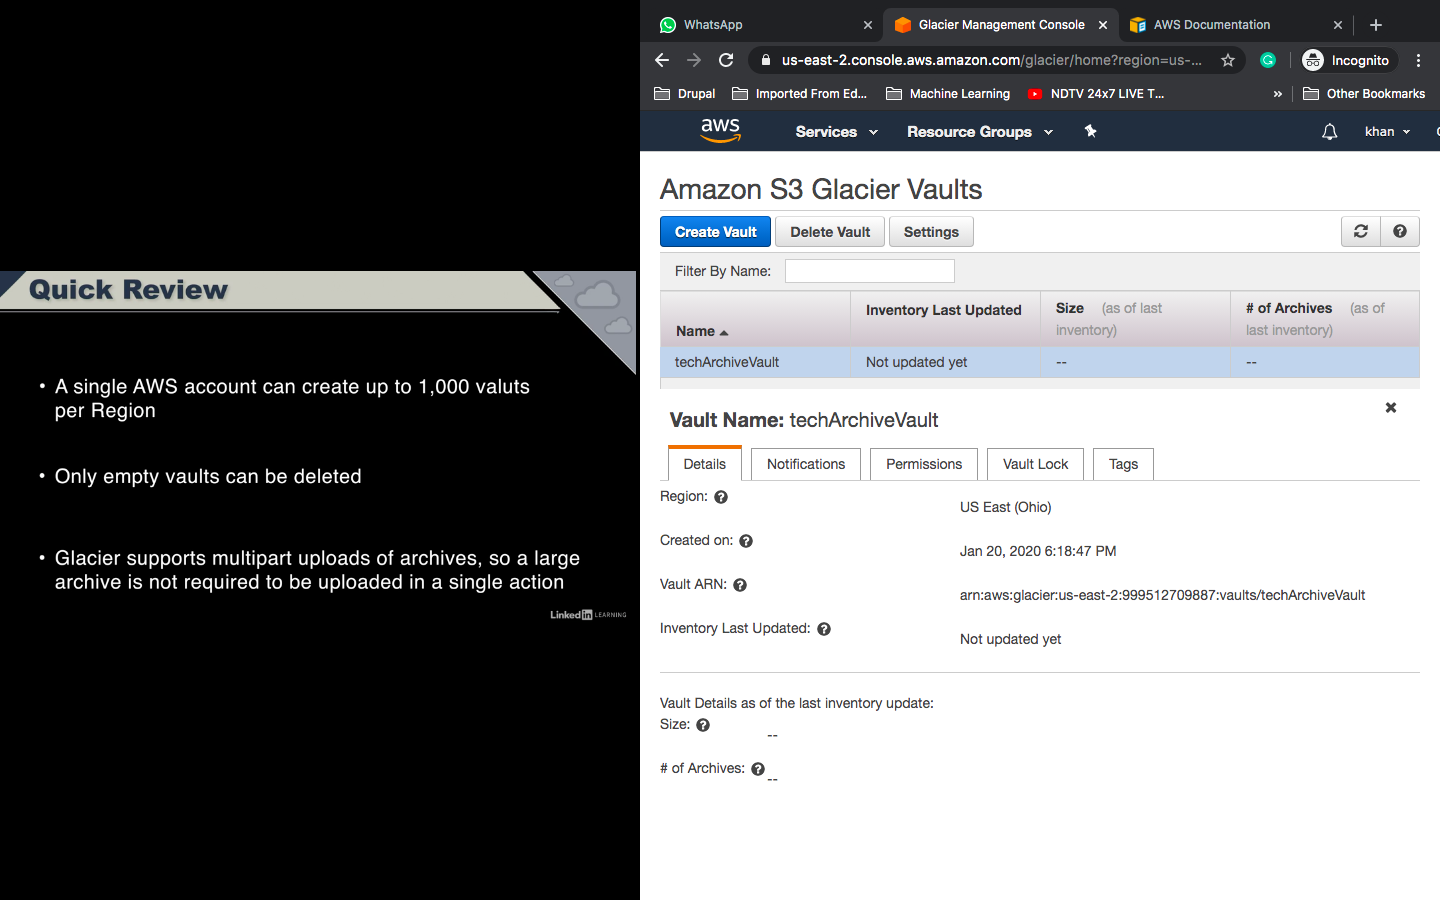 Quick Review
• A single AWS account can create up to 1,000 valuts
per Region
• Only empty vaults can be deleted
• Glacier supports multipart uploads of archives, so a large
archive is not required to be uploaded in a single action
Linked in LEARNING
WhatsApp
Glacier Management Console
AWS Documentation
us-east-2.console.aws.amazon.com/glacier/home?region=us-...
Incognito
Drupal
Imported From Ed...
Machine Learning
NDTV 24x7 LIVE T...
»
Other Bookmarks
aws
Services
Resource Groups
khan
Amazon S3 Glacier Vaults
Create Vault
Delete Vault
Settings
Filter By Name:
Name
Inventory Last Updated
Size (as of last
inventory)
# of Archives (as of
last inventory)
techArchiveVault
Not updated yet
--
--
Vault Name: techArchiveVault
Details
Notifications
Permissions
Vault Lock
Tags
Region:
US East (Ohio)
Created on:
Jan 20, 2020 6:18:47 PM
Vault ARN:
arn:aws:glacier:us-east-2:999512709887:vaults/techArchiveVault
Inventory Last Updated:
Not updated yet
Vault Details as of the last inventory update:
Size:
--
# of Archives:
--